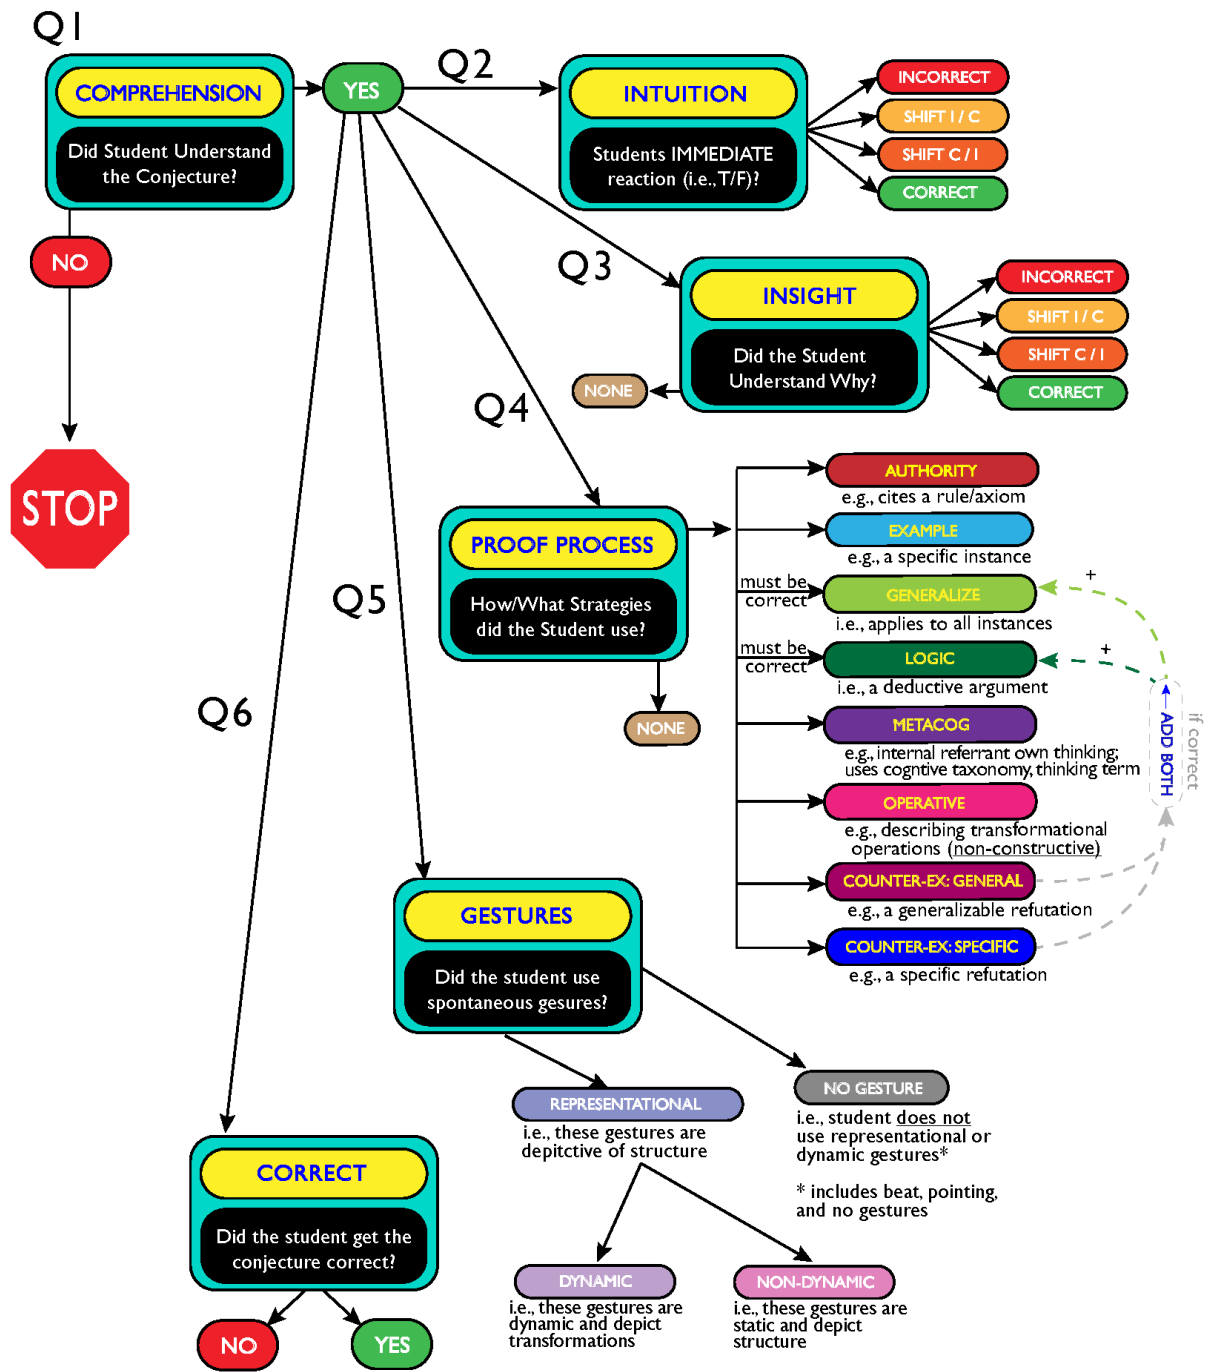 Q1
COMPREHENSION
Did Student Understand
the Conjecture?
YES
NO
STOP
Q2
INTUITION
Students IMMEDIATE
reaction (i.e., T/F)?
INCORRECT
SHIFT I / C
SHIFT C / I
CORRECT
Q3
INSIGHT
Did the Student
Understand Why?
NONE
INCORRECT
SHIFT I / C
SHIFT C / I
CORRECT
Q4
PROOF PROCESS
How/What Strategies
did the Student use?
NONE
AUTHORITY
e.g., cites a rule/axiom
EXAMPLE
e.g., a specific instance
must be
correct
GENERALIZE
i.e., applies to all instances
+
must be
correct
LOGIC
i.e., a deductive argument
+
METACOG
e.g., internal referrant own thinking;
uses cogntive taxonomy, thinking term
OPERATIVE
e.g., describing transformational
operations (non-constructive)
COUNTER-EX: GENERAL
e.g., a generalizable refutation
COUNTER-EX: SPECIFIC
e.g., a specific refutation
ADD BOTH
if correct
Q5
GESTURES
Did the student use
spontaneous gesures?
REPRESENTATIONAL
i.e., these gestures are
depitctive of structure
NO GESTURE
i.e., student does not
use representational or
dynamic gestures*
* includes beat, pointing,
and no gestures
DYNAMIC
i.e., these gestures are
dynamic and depict
transformations
NON-DYNAMIC
i.e., these gestures are
static and depict
structure
Q6
CORRECT
Did the student get the
conjecture correct?
NO
YES